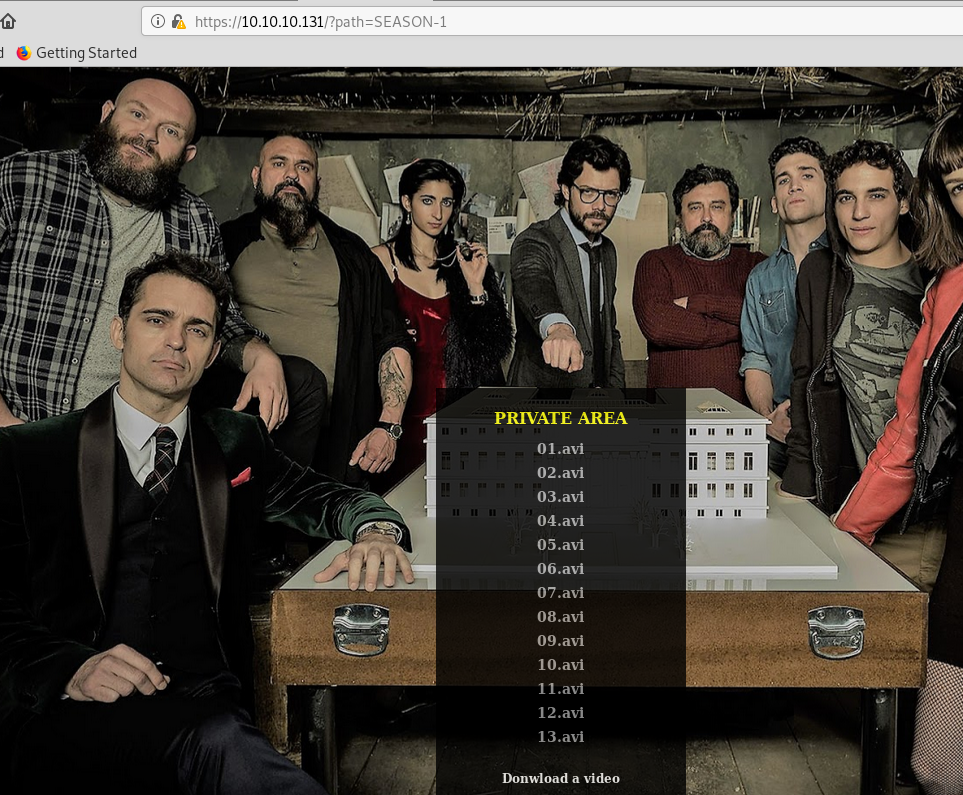 https://10.10.10.131/?path=SEASON-1
d Getting Started
PRIVATE AREA
01.avi
02.avi
03.avi
04.avi
05.avi
06.avi
07.avi
08.avi
09.avi
10.avi
11.avi
12.avi
13.avi
Donwload a video